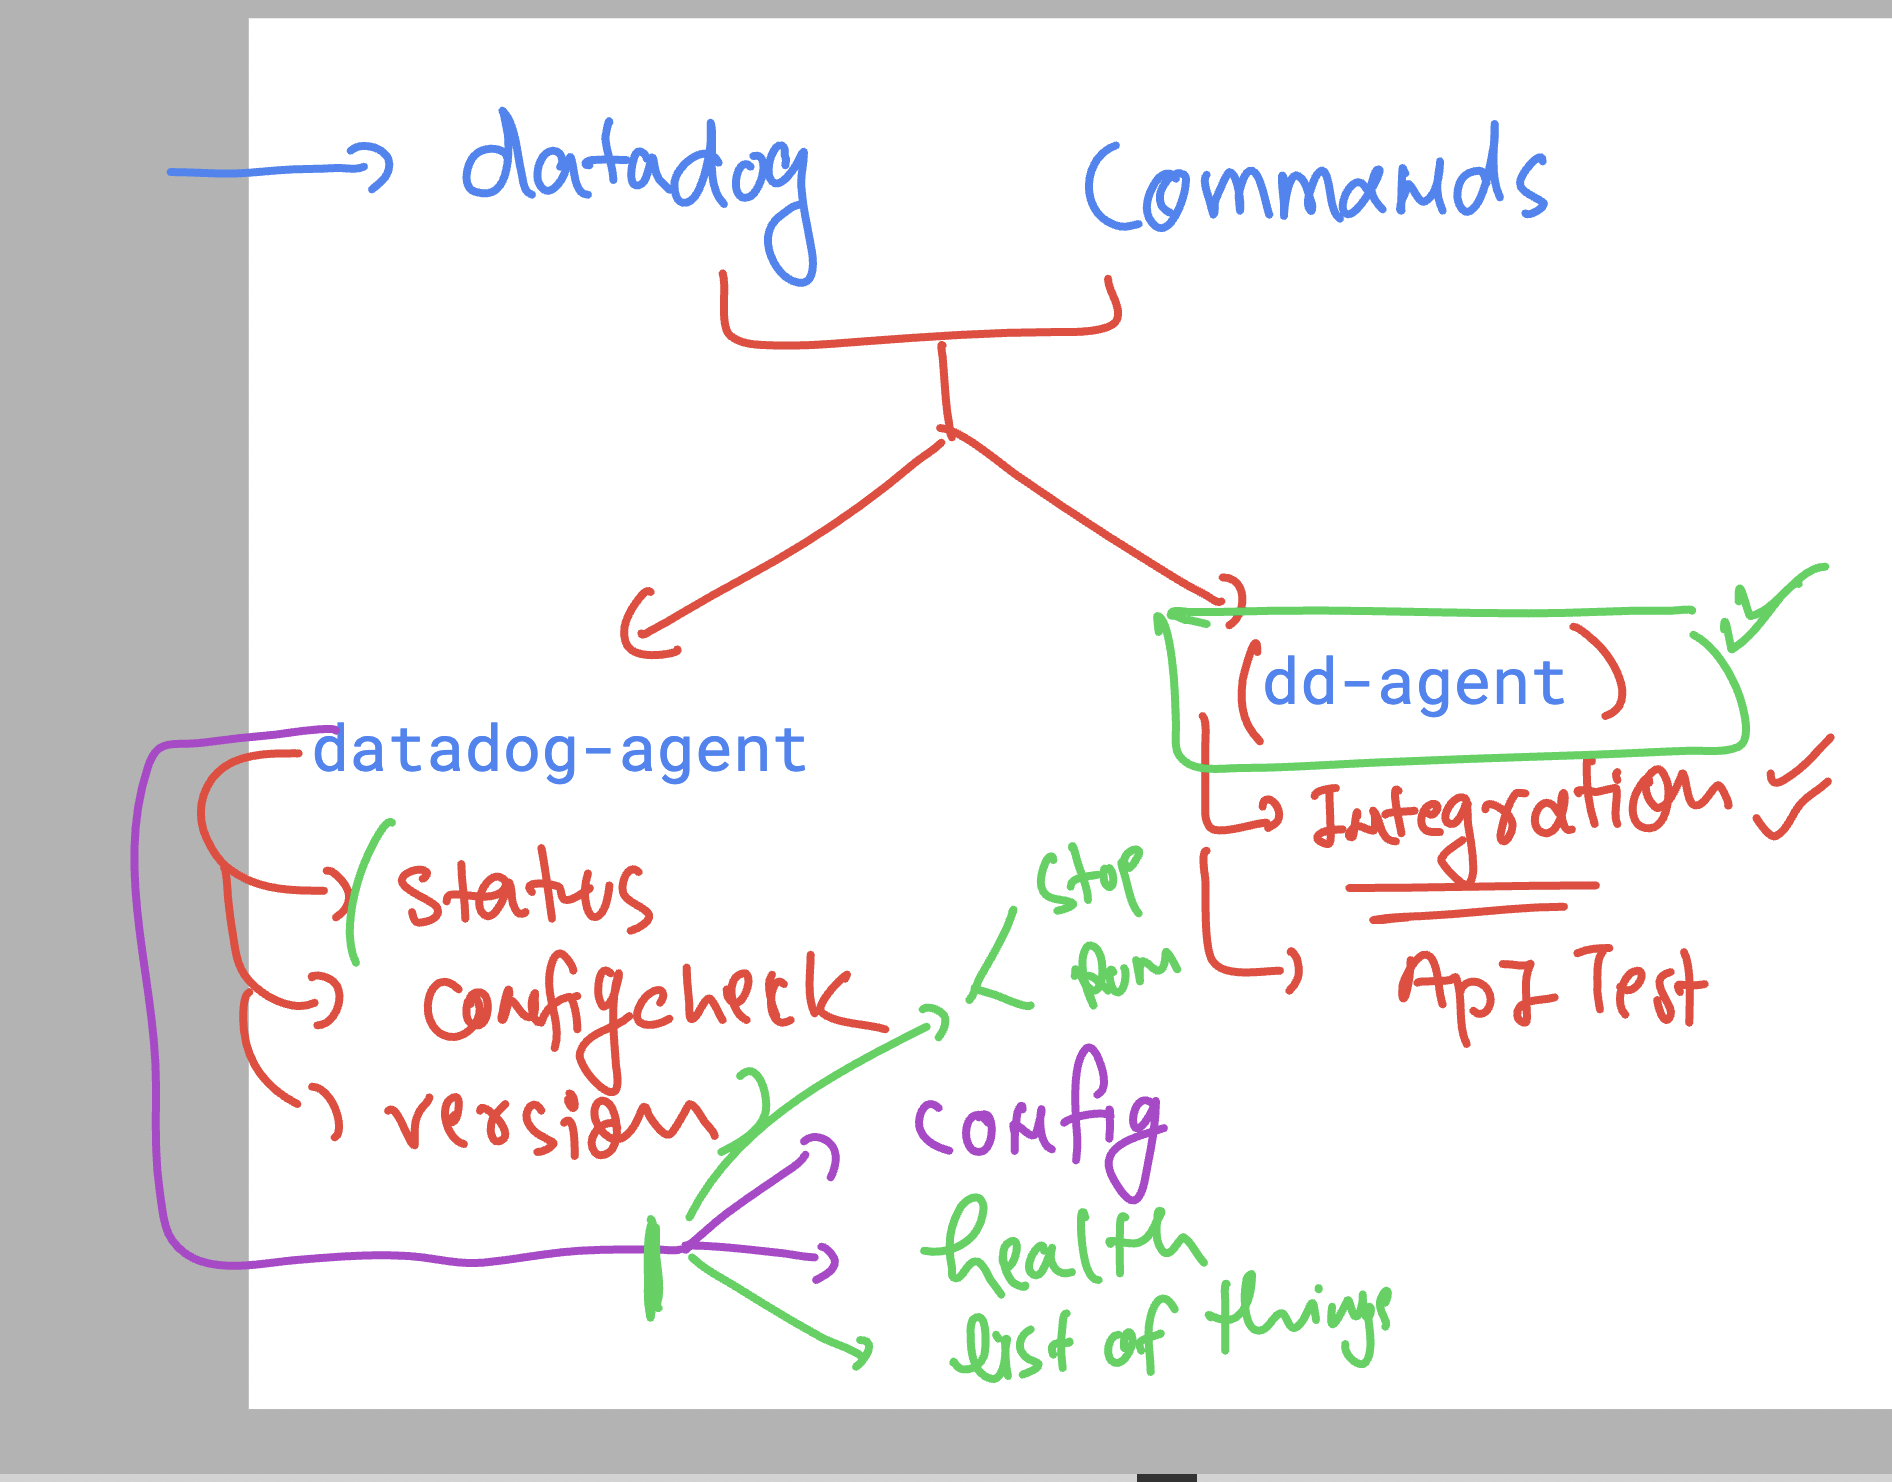 datadog Commands
datadog-agent
(dd-agent)
status
configcheck
version
stop
Run
config
health
list of things
Integration
ApI Test